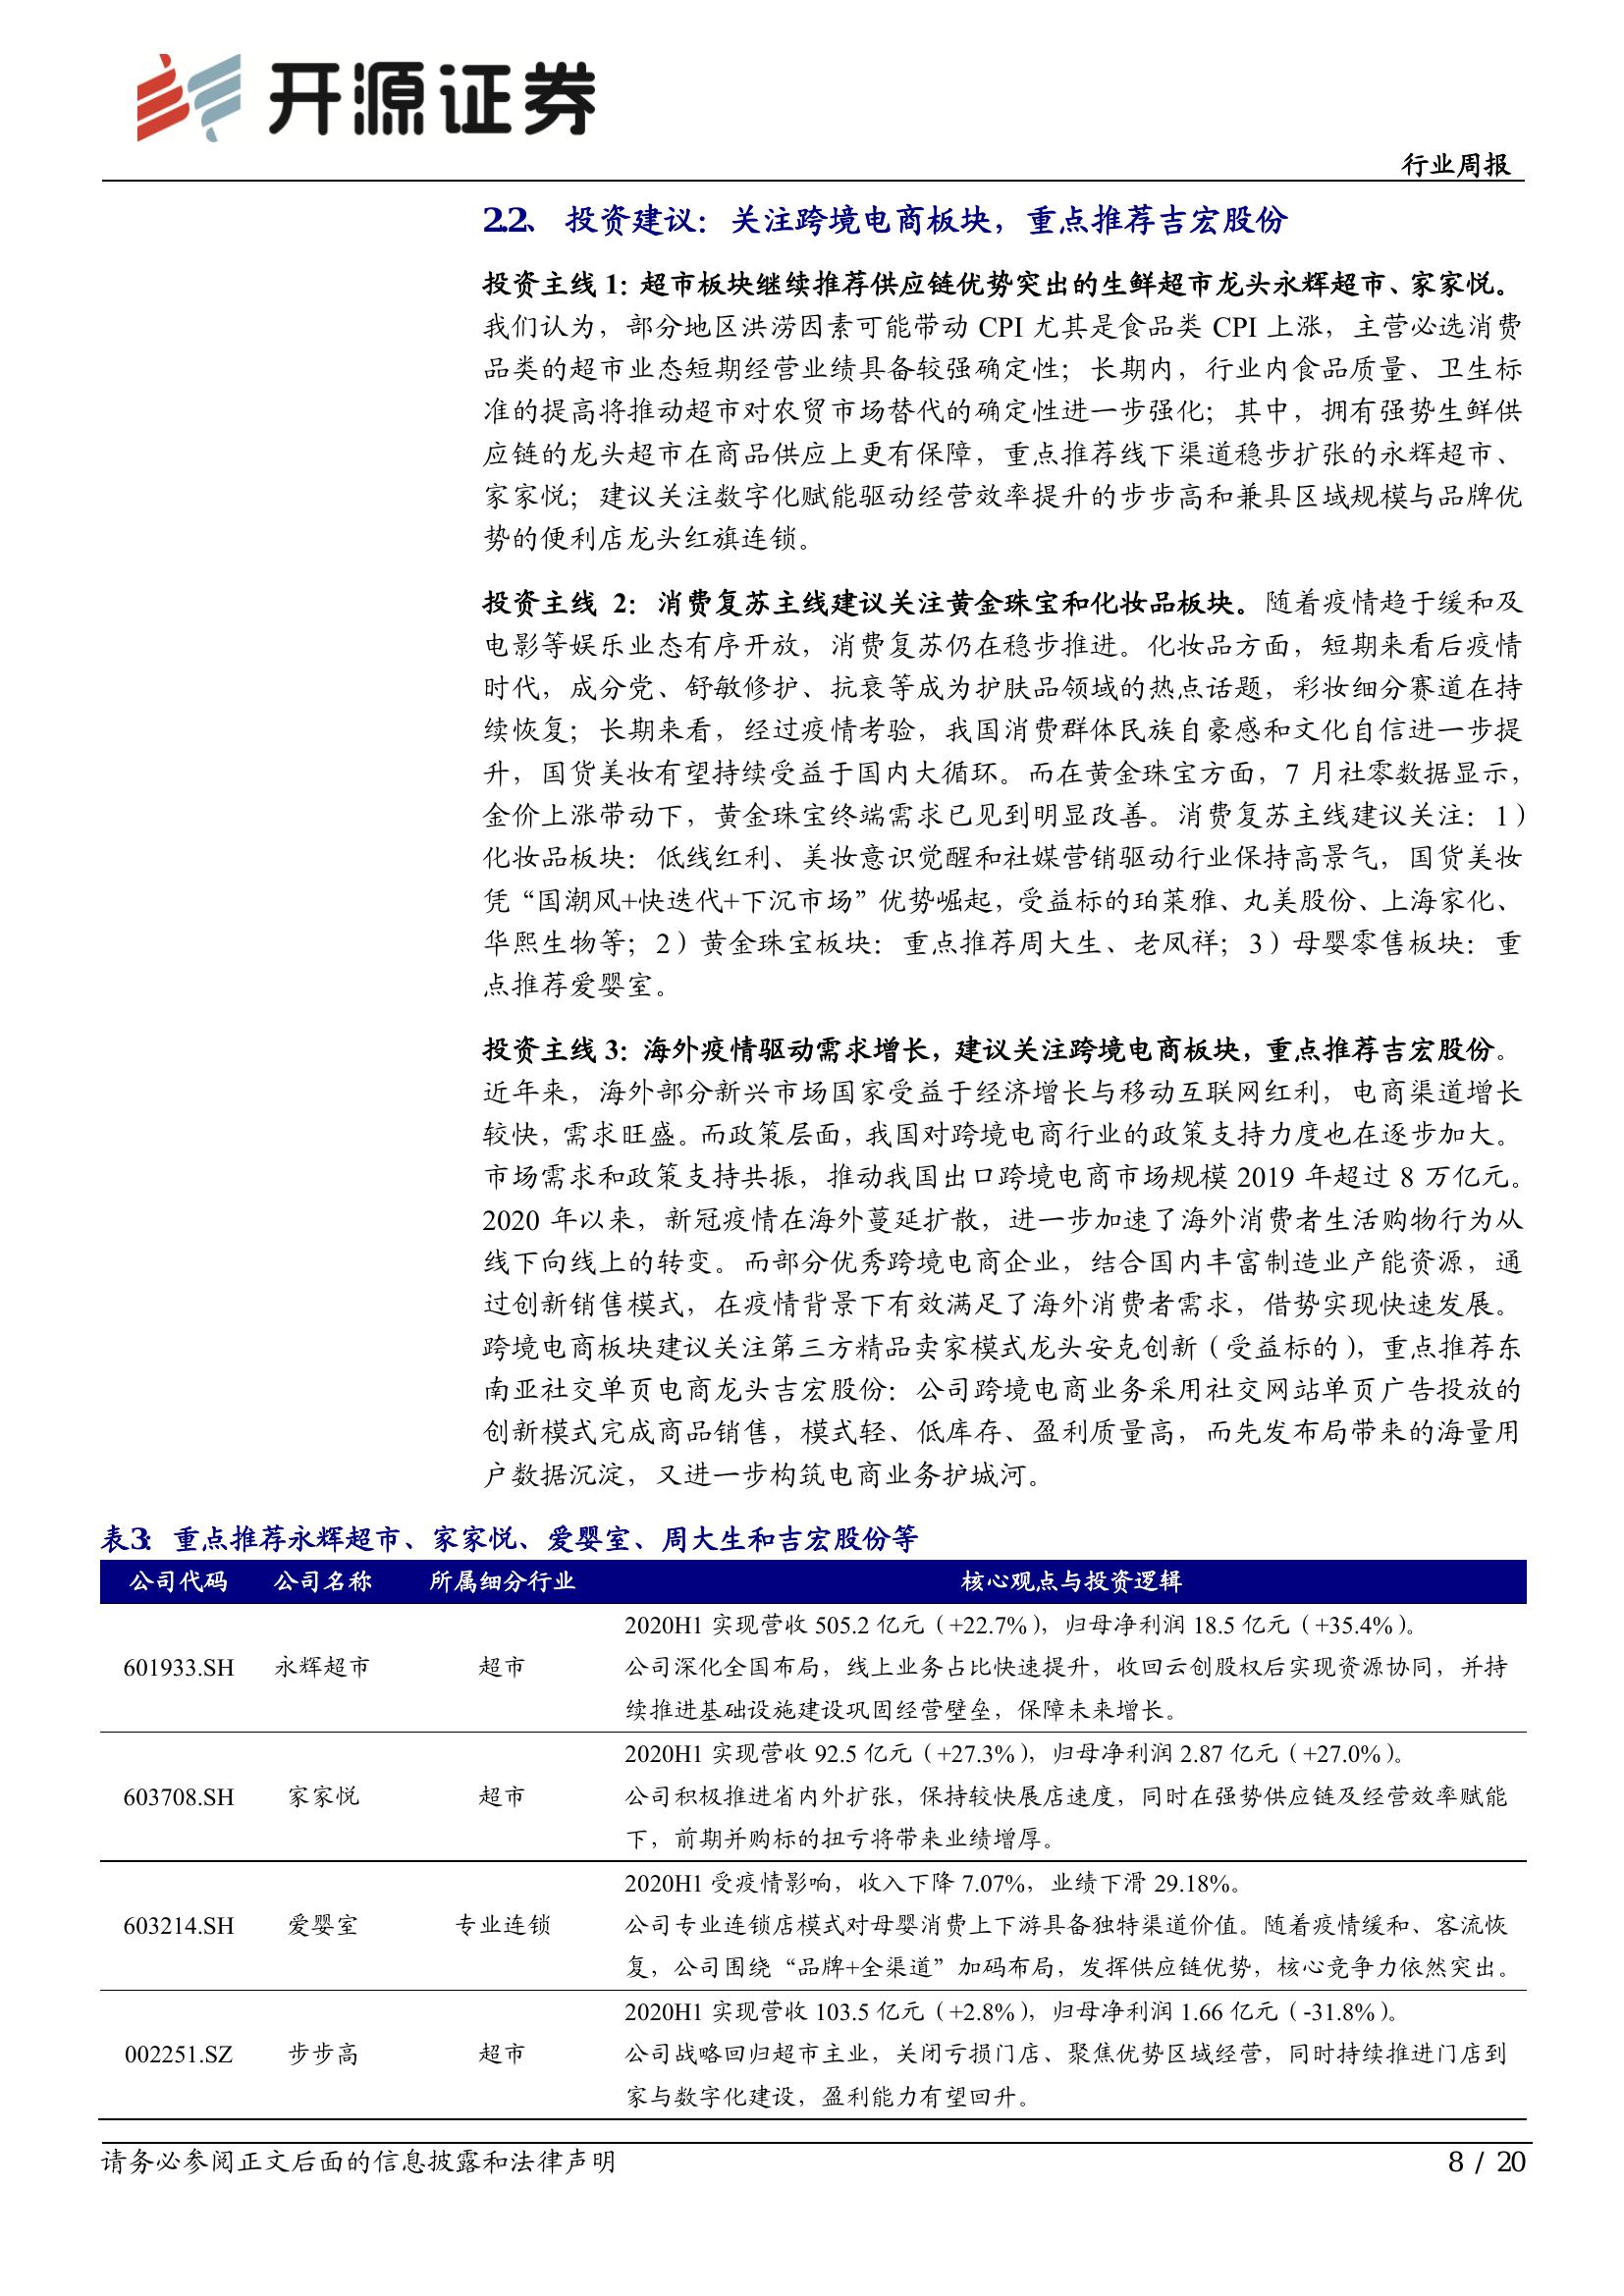 开源证券
行业周报
2.2、 投资建议：关注跨境电商板块，重点推荐吉宏股份
投资主线 1：超市板块继续推荐供应链优势突出的生鲜超市龙头永辉超市、家家悦。
我们认为，部分地区洪涝因素可能带动 CPI 尤其是食品类 CPI 上涨，主营必选消费
品类的超市业态短期经营业绩具备较强确定性；长期内，行业内食品质量、卫生标
准的提高将推动超市对农贸市场替代的确定性进一步强化；其中，拥有强势生鲜供
应链的龙头超市在商品供应上更有保障，重点推荐线下渠道稳步扩张的永辉超市、
家家悦；建议关注数字化赋能驱动经营效率提升的步步高和兼具区域规模与品牌优
势的便利店龙头红旗连锁。
投资主线 2：消费复苏主线建议关注黄金珠宝和化妆品板块。随着疫情趋于缓和及
电影等娱乐业态有序开放，消费复苏仍在稳步推进。化妆品方面，短期来看后疫情
时代，成分党、舒敏修护、抗衰等成为护肤品领域的热点话题，彩妆细分赛道在持
续恢复；长期来看，经过疫情考验，我国消费群体民族自豪感和文化自信进一步提
升，国货美妆有望持续受益于国内大循环。而在黄金珠宝方面，7 月社零数据显示，
金价上涨带动下，黄金珠宝终端需求已见到明显改善。消费复苏主线建议关注：1）
化妆品板块：低线红利、美妆意识觉醒和社媒营销驱动行业保持高景气，国货美妆
凭“国潮风+快迭代+下沉市场”优势崛起，受益标的珀莱雅、丸美股份、上海家化、
华熙生物等；2）黄金珠宝板块：重点推荐周大生、老凤祥；3）母婴零售板块：重
点推荐爱婴室。
投资主线 3：海外疫情驱动需求增长，建议关注跨境电商板块，重点推荐吉宏股份。
近年来，海外部分新兴市场国家受益于经济增长与移动互联网红利，电商渠道增长
较快，需求旺盛。而政策层面，我国对跨境电商行业的政策支持力度也在逐步加大。
市场需求和政策支持共振，推动我国出口跨境电商市场规模 2019 年超过 8 万亿元。
2020 年以来，新冠疫情在海外蔓延扩散，进一步加速了海外消费者生活购物行为从
线下向线上的转变。而部分优秀跨境电商企业，结合国内丰富制造业产能资源，通
过创新销售模式，在疫情背景下有效满足了海外消费者需求，借势实现快速发展。
跨境电商板块建议关注第三方精品卖家模式龙头安克创新（受益标的），重点推荐东
南亚社交单页电商龙头吉宏股份：公司跨境电商业务采用社交网站单页广告投放的
创新模式完成商品销售，模式轻、低库存、盈利质量高，而先发布局带来的海量用
户数据沉淀，又进一步构筑电商业务护城河。
表3： 重点推荐永辉超市、家家悦、爱婴室、周大生和吉宏股份等
公司代码 公司名称 所属细分行业 核心观点与投资逻辑
2020H1 实现营收 505.2 亿元（+22.7%），归母净利润 18.5 亿元（+35.4%）。
601933.SH 永辉超市 超市 公司深化全国布局，线上业务占比快速提升，收回云创股权后实现资源协同，并持
续推进基础设施建设巩固经营壁垒，保障未来增长。
2020H1 实现营收 92.5 亿元（+27.3%），归母净利润 2.87 亿元（+27.0%）。
603708.SH 家家悦 超市 公司积极推进省内外扩张，保持较快展店速度，同时在强势供应链及经营效率赋能
下，前期并购标的扭亏将带来业绩增厚。
2020H1 受疫情影响，收入下降 7.07%，业绩下滑 29.18%。
603214.SH 爱婴室 专业连锁 公司专业连锁店模式对母婴消费上下游具备独特渠道价值。随着疫情缓和、客流恢
复，公司围绕“品牌+全渠道”加码布局，发挥供应链优势，核心竞争力依然突出。
2020H1 实现营收 103.5 亿元（+2.8%），归母净利润 1.66 亿元（-31.8%）。
002251.SZ 步步高 超市 公司战略回归超市主业，关闭亏损门店、聚焦优势区域经营，同时持续推进门店到
家与数字化建设，盈利能力有望回升。
请务必参阅正文后面的信息披露和法律声明 8 / 20